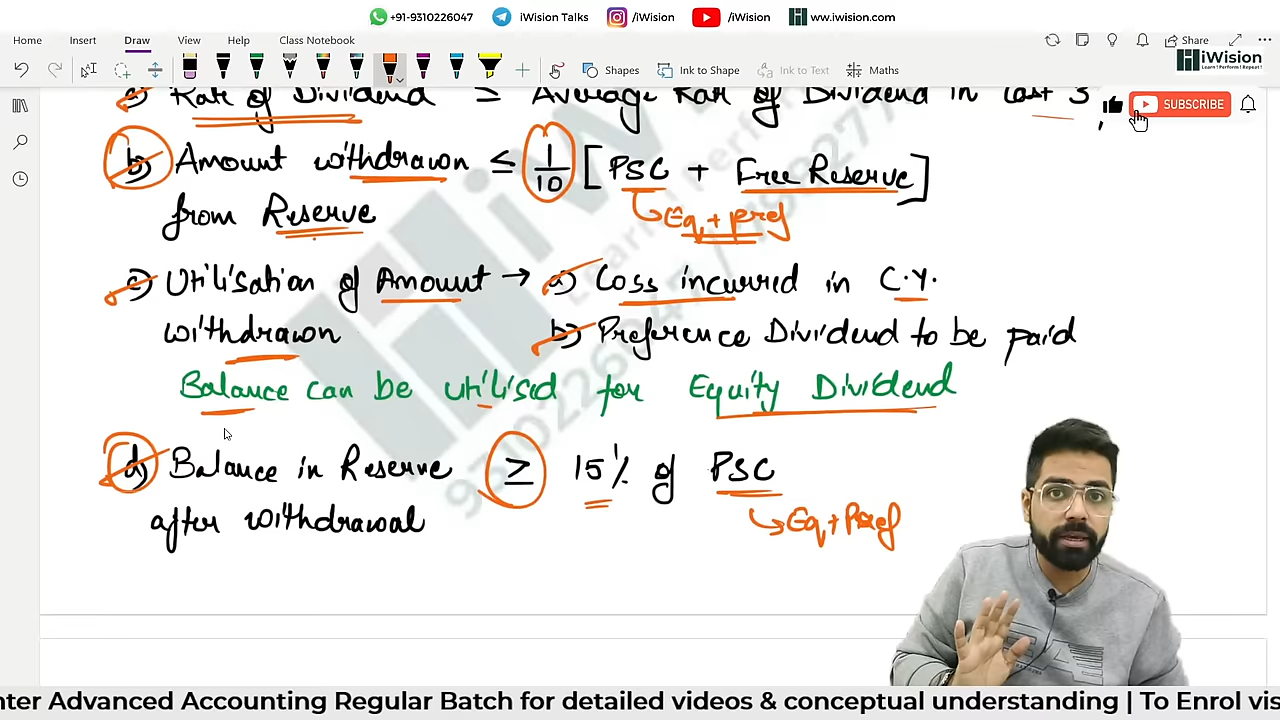 +91-9310226047 iWision Talks /iWision /iWision www.iwision.com
Home Insert Draw View Help Class Notebook Share
Shapes Ink to Shape Ink to Text Maths
iWision
Learn ! Perform ! Repeat !
SUBSCRIBE
a) Rate of Dividend ≤ Average Rate of Dividend in last 3
b) Amount withdrawn ≤ 1/10 [PSC + Free Reserve]
from Reserve
Eq + pref
c) Utilisation of Amount → a) Loss incurred in C.Y.
withdrawn b) Preference Dividend to be paid
Balance can be utilised for Equity Dividend
d) Balance in Reserve ≥ 15% of PSC
after withdrawal
Eq + Pref
nter Advanced Accounting Regular Batch for detailed videos & conceptual understanding | To Enrol vis